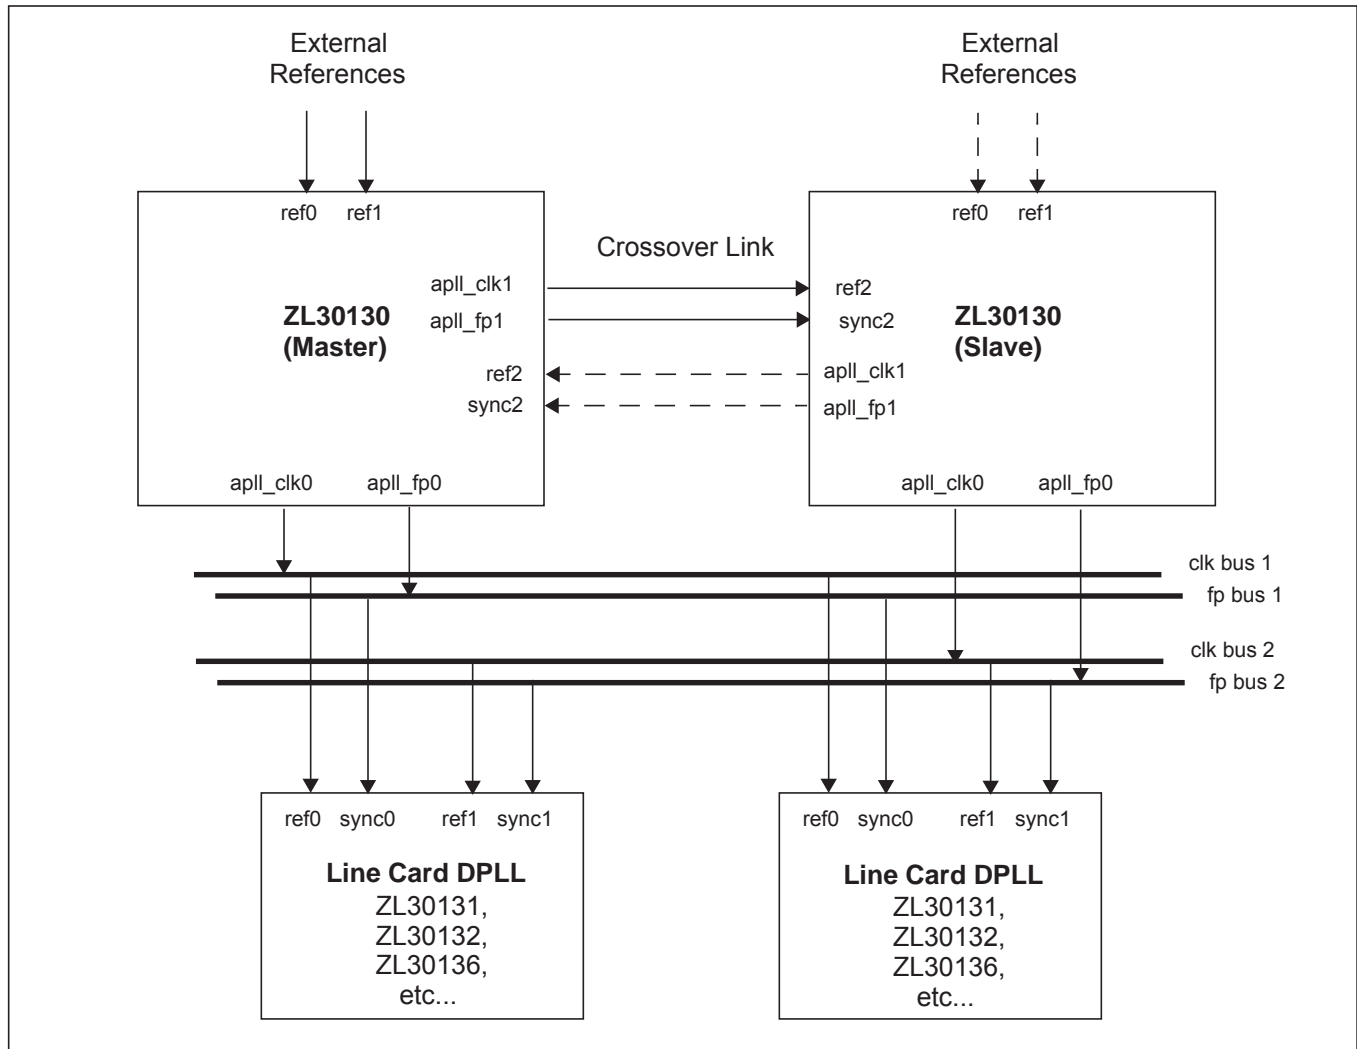 External
References
External
References
ref0 ref1
ref0 ref1
Crossover Link
apll_clk1
ref2
ZL30130
(Master)
apll_fp1
sync2
ZL30130
(Slave)
ref2
apll_clk1
sync2
apll_fp1
apll_clk0 apll_fp0
apll_clk0 apll_fp0
clk bus 1
fp bus 1
clk bus 2
fp bus 2
ref0 sync0 ref1 sync1
Line Card DPLL
ZL30131,
ZL30132,
ZL30136,
etc...
ref0 sync0 ref1 sync1
Line Card DPLL
ZL30131,
ZL30132,
ZL30136,
etc...